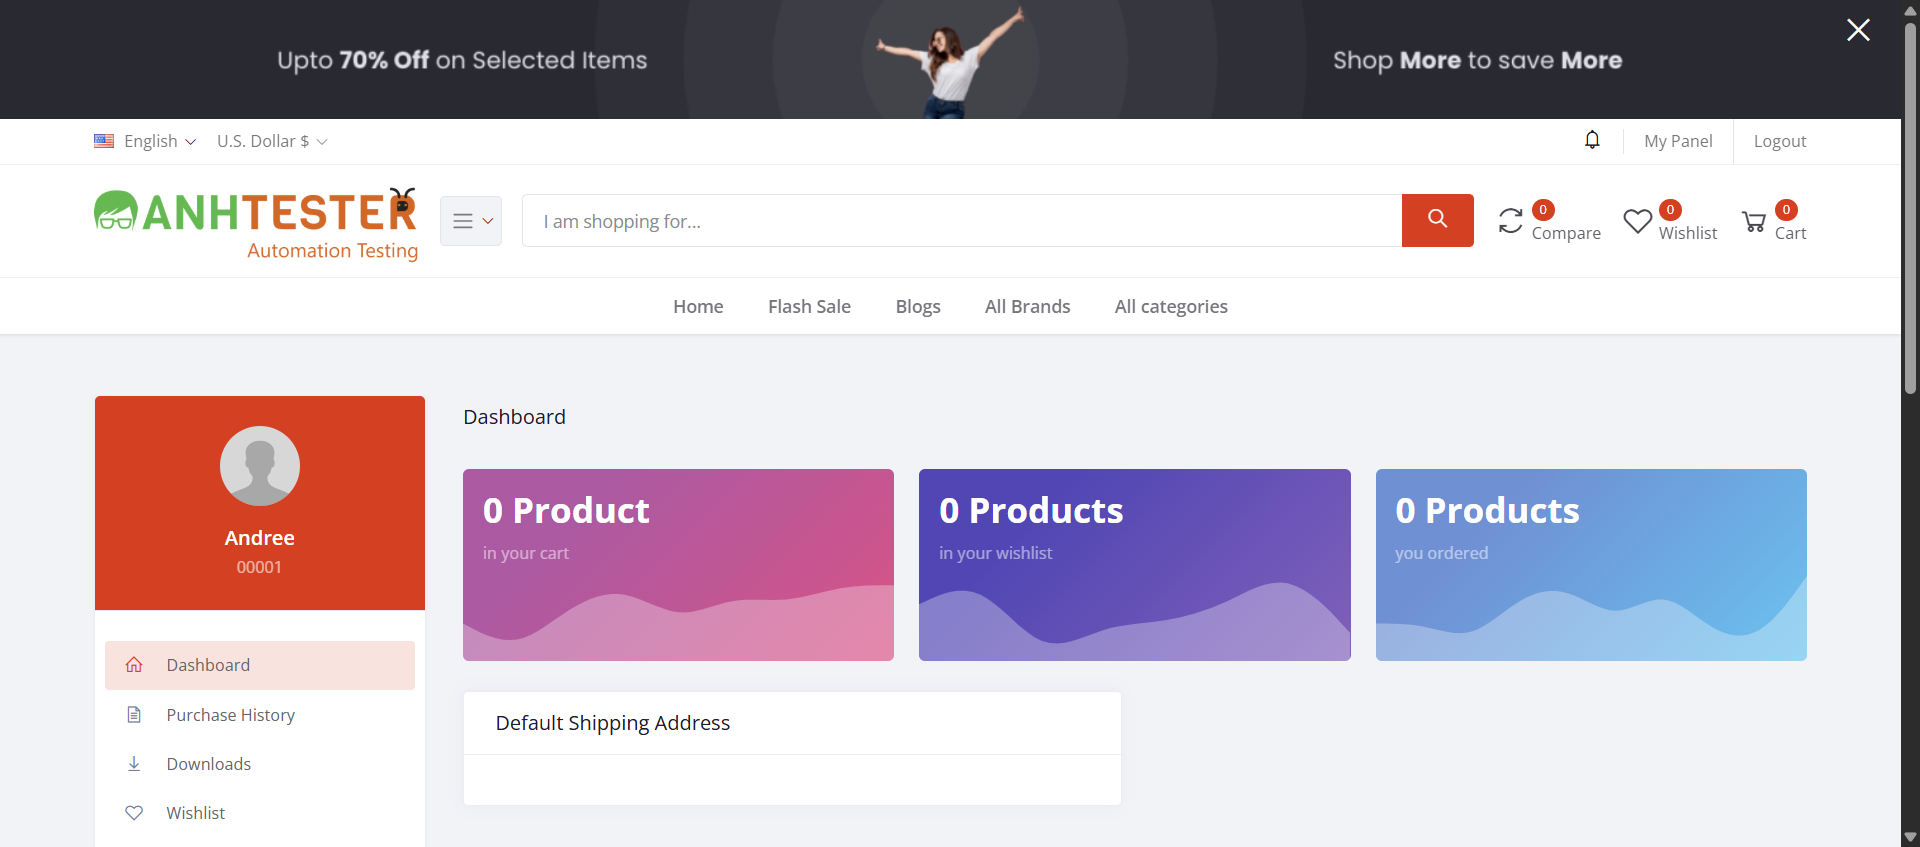 Upto 70% Off on Selected Items
Shop More to save More
English
U.S. Dollar $
My Panel
Logout
ANHTESTER
Automation Testing
I am shopping for...
0
Compare
0
Wishlist
0
Cart
Home
Flash Sale
Blogs
All Brands
All categories
Andree
00001
Dashboard
Purchase History
Downloads
Wishlist
Dashboard
0 Product
in your cart
0 Products
in your wishlist
0 Products
you ordered
Default Shipping Address